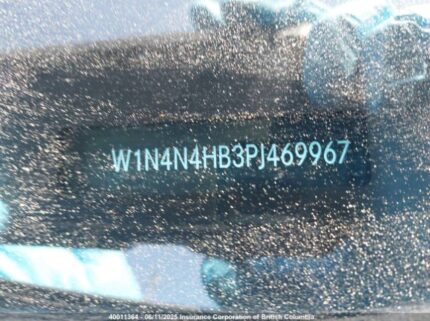 W1N4N4HB3PJ469967
40011364 - 06/11/2025 Insurance Corporation of British Columbia